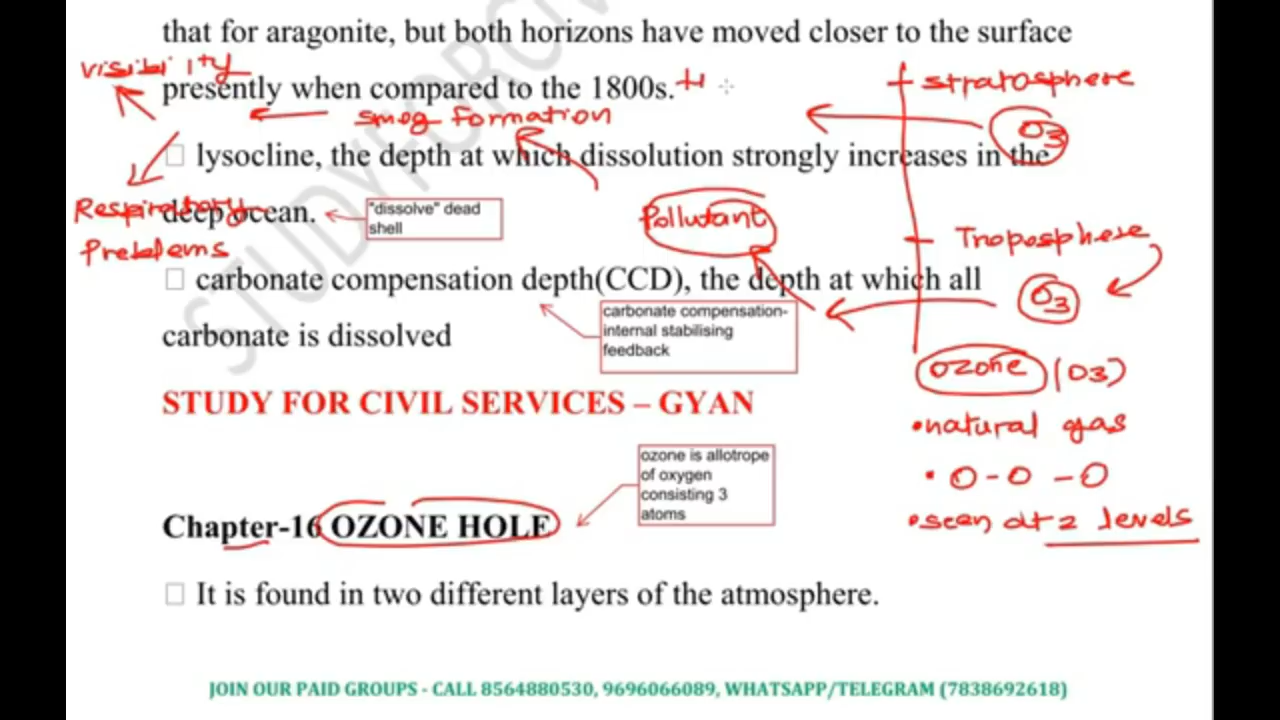 that for aragonite, but both horizons have moved closer to the surface
visibility
stratosphere
presently when compared to the 1800s.
smog formation
O3
lysocline, the depth at which dissolution strongly increases in the
Respiratory
deep ocean.
"dissolve" dead
shell
Pollutant
Problems
Troposphere
carbonate compensation depth(CCD), the depth at which all
O3
carbonate compensation-
internal stabilising
feedback
carbonate is dissolved
ozone (O3)
STUDY FOR CIVIL SERVICES – GYAN
•natural gas
ozone is allotrope
of oxygen
consisting 3
atoms
• O - O - O
Chapter-16 OZONE HOLE
•seen at 2 levels
It is found in two different layers of the atmosphere.
JOIN OUR PAID GROUPS - CALL 8564880530, 9696066089, WHATSAPP/TELEGRAM (7838692618)